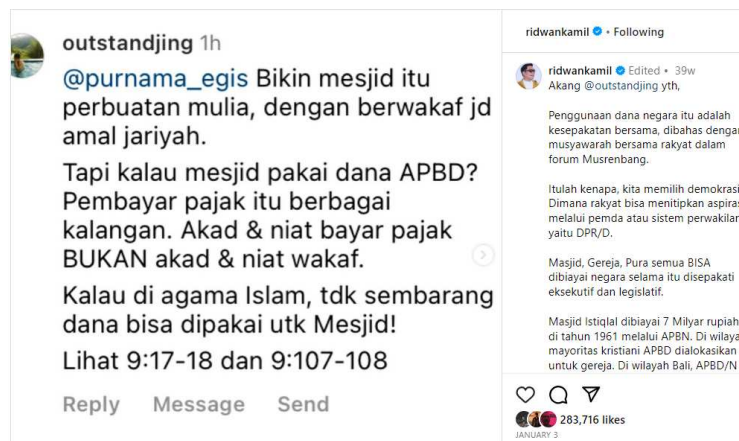 outstandjing 1h
@purnama_egis Bikin mesjid itu
perbuatan mulia, dengan berwakaf jd
amal jariyah.
Tapi kalau mesjid pakai dana APBD?
Pembayar pajak itu berbagai
kalangan. Akad & niat bayar pajak
BUKAN akad & niat wakaf.
Kalau di agama Islam, tdk sembarang
dana bisa dipakai utk Mesjid!
Lihat 9:17-18 dan 9:107-108
Reply Message Send
ridwankamil • Following
ridwankamil Edited • 39w
Akang @outstandjing yth,
Penggunaan dana negara itu adalah
kesepakatan bersama, dibahas dengan
musyawarah bersama rakyat dalam
forum Musrenbang.
Itulah kenapa, kita memilih demokrasi
Dimana rakyat bisa menitipkan aspiras
melalui pemda atau sistem perwakilan
yaitu DPR/D.
Masjid, Gereja, Pura semua BISA
dibiayai negara selama itu disepakati
eksekutif dan legislatif.
Masjid Istiqlal dibiayai 7 Milyar rupiah
di tahun 1961 melalui APBN. Di wilaya
mayoritas kristiani APBD dialokasikan
untuk gereja. Di wilayah Bali, APBD/N
283,716 likes
JANUARY 3